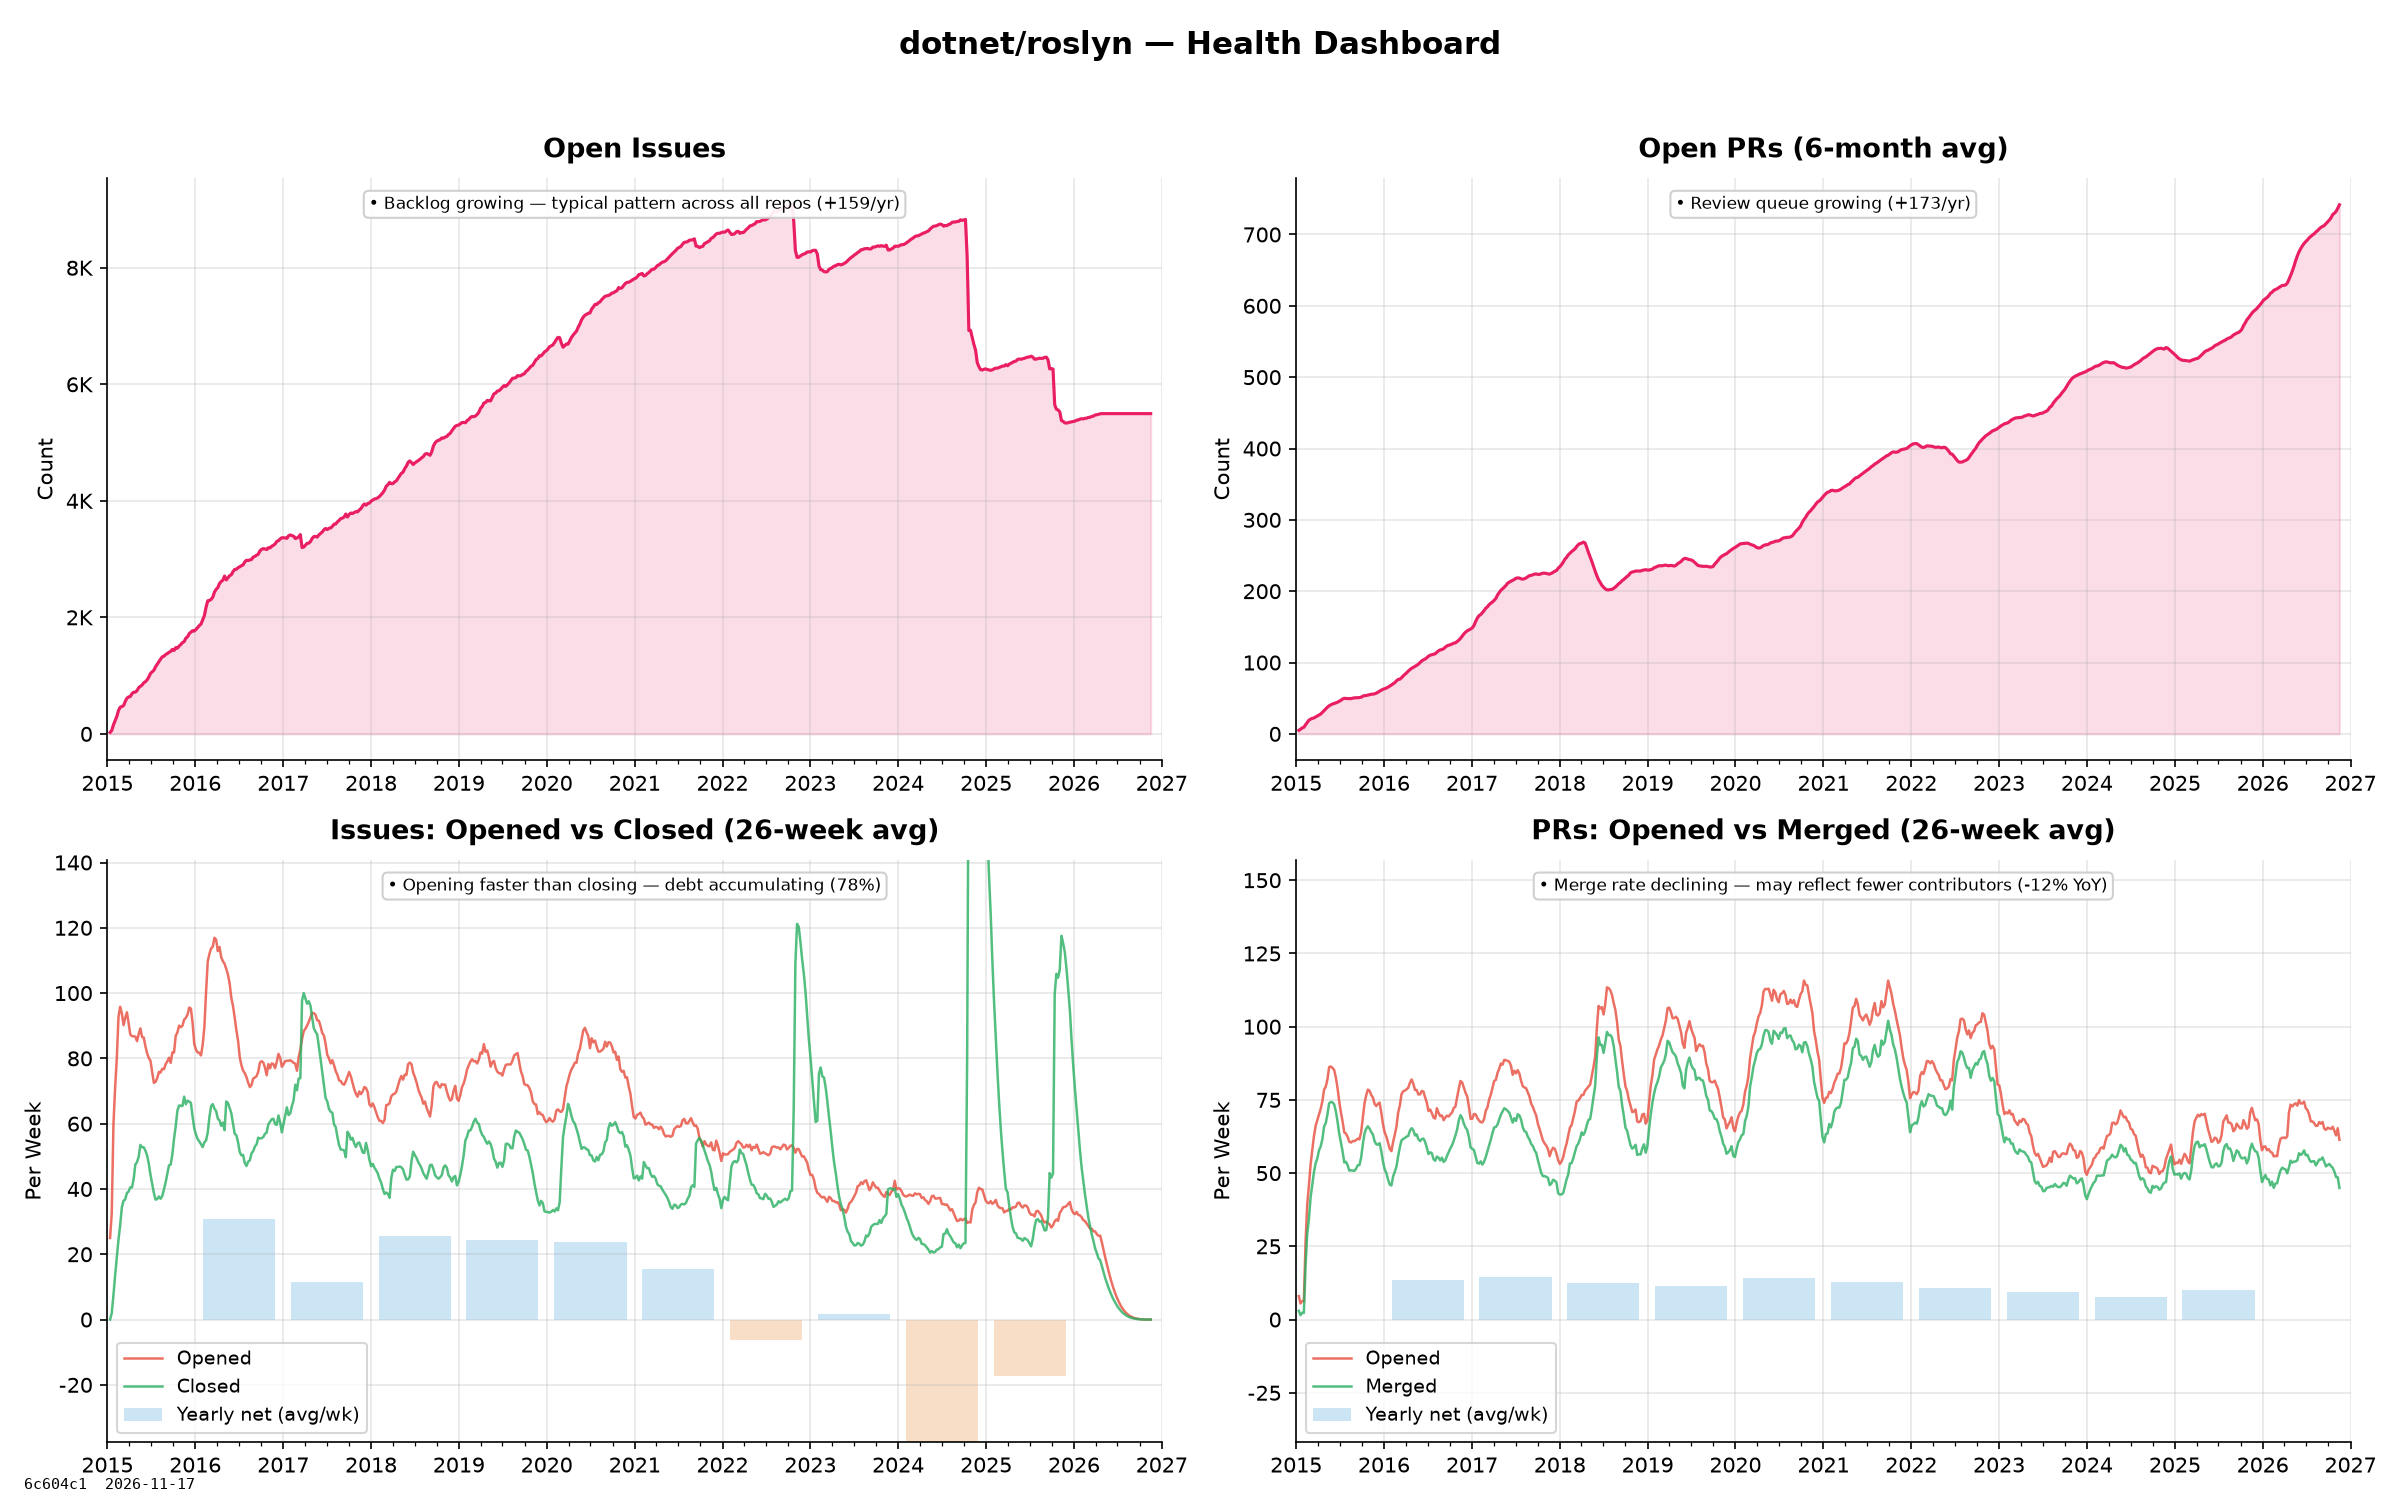 dotnet/roslyn — Health Dashboard
Open Issues
• Backlog growing — typical pattern across all repos (+159/yr)
Count
8K
6K
4K
2K
0
2015 2016 2017 2018 2019 2020 2021 2022 2023 2024 2025 2026 2027
Open PRs (6-month avg)
• Review queue growing (+173/yr)
Count
700
600
500
400
300
200
100
0
2015 2016 2017 2018 2019 2020 2021 2022 2023 2024 2025 2026 2027
Issues: Opened vs Closed (26-week avg)
• Opening faster than closing — debt accumulating (78%)
Per Week
140
120
100
80
60
40
20
0
-20
Opened
Closed
Yearly net (avg/wk)
2015 2016 2017 2018 2019 2020 2021 2022 2023 2024 2025 2026 2027
PRs: Opened vs Merged (26-week avg)
• Merge rate declining — may reflect fewer contributors (-12% YoY)
Per Week
150
125
100
75
50
25
0
-25
Opened
Merged
Yearly net (avg/wk)
2015 2016 2017 2018 2019 2020 2021 2022 2023 2024 2025 2026 2027
6c604c1 2026-11-17